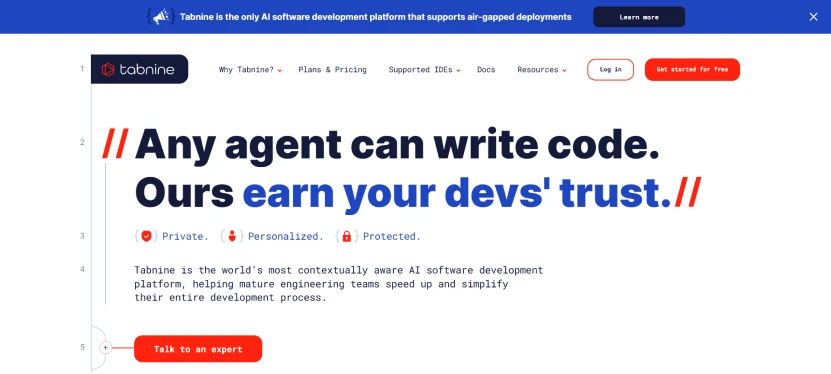 Tabnine is the only AI software development platform that supports air-gapped deployments Learn more
1 tabnine Why Tabnine? Plans & Pricing Supported IDEs Docs Resources Log in Get started for free
2 // Any agent can write code.
Ours earn your devs' trust. //
3 {} Private. {} Personalized. {} Protected.
4 Tabnine is the world’s most contextually aware AI software development
platform, helping mature engineering teams speed up and simplify
their entire development process.
5 + Talk to an expert